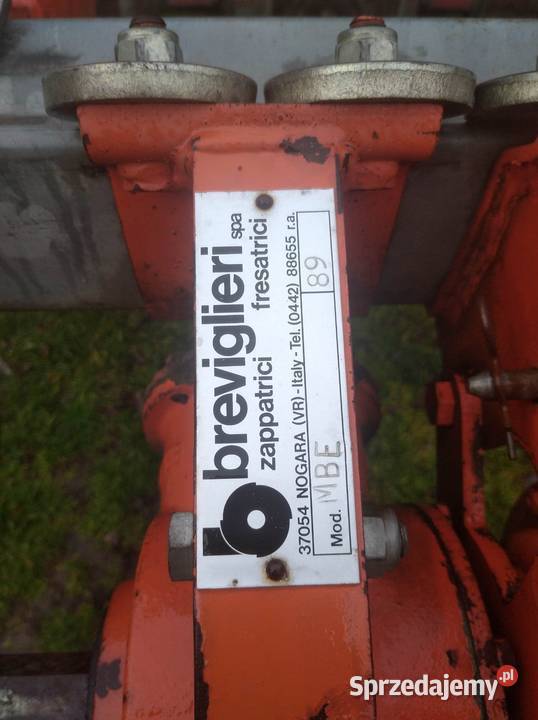 breviglieri spa
zappatrici fresatrici
37054 NOGARA (VR)-Italy-Tel.(0442) 88655 r.a.
Mod. MBE 89
Sprzedajemy.pl